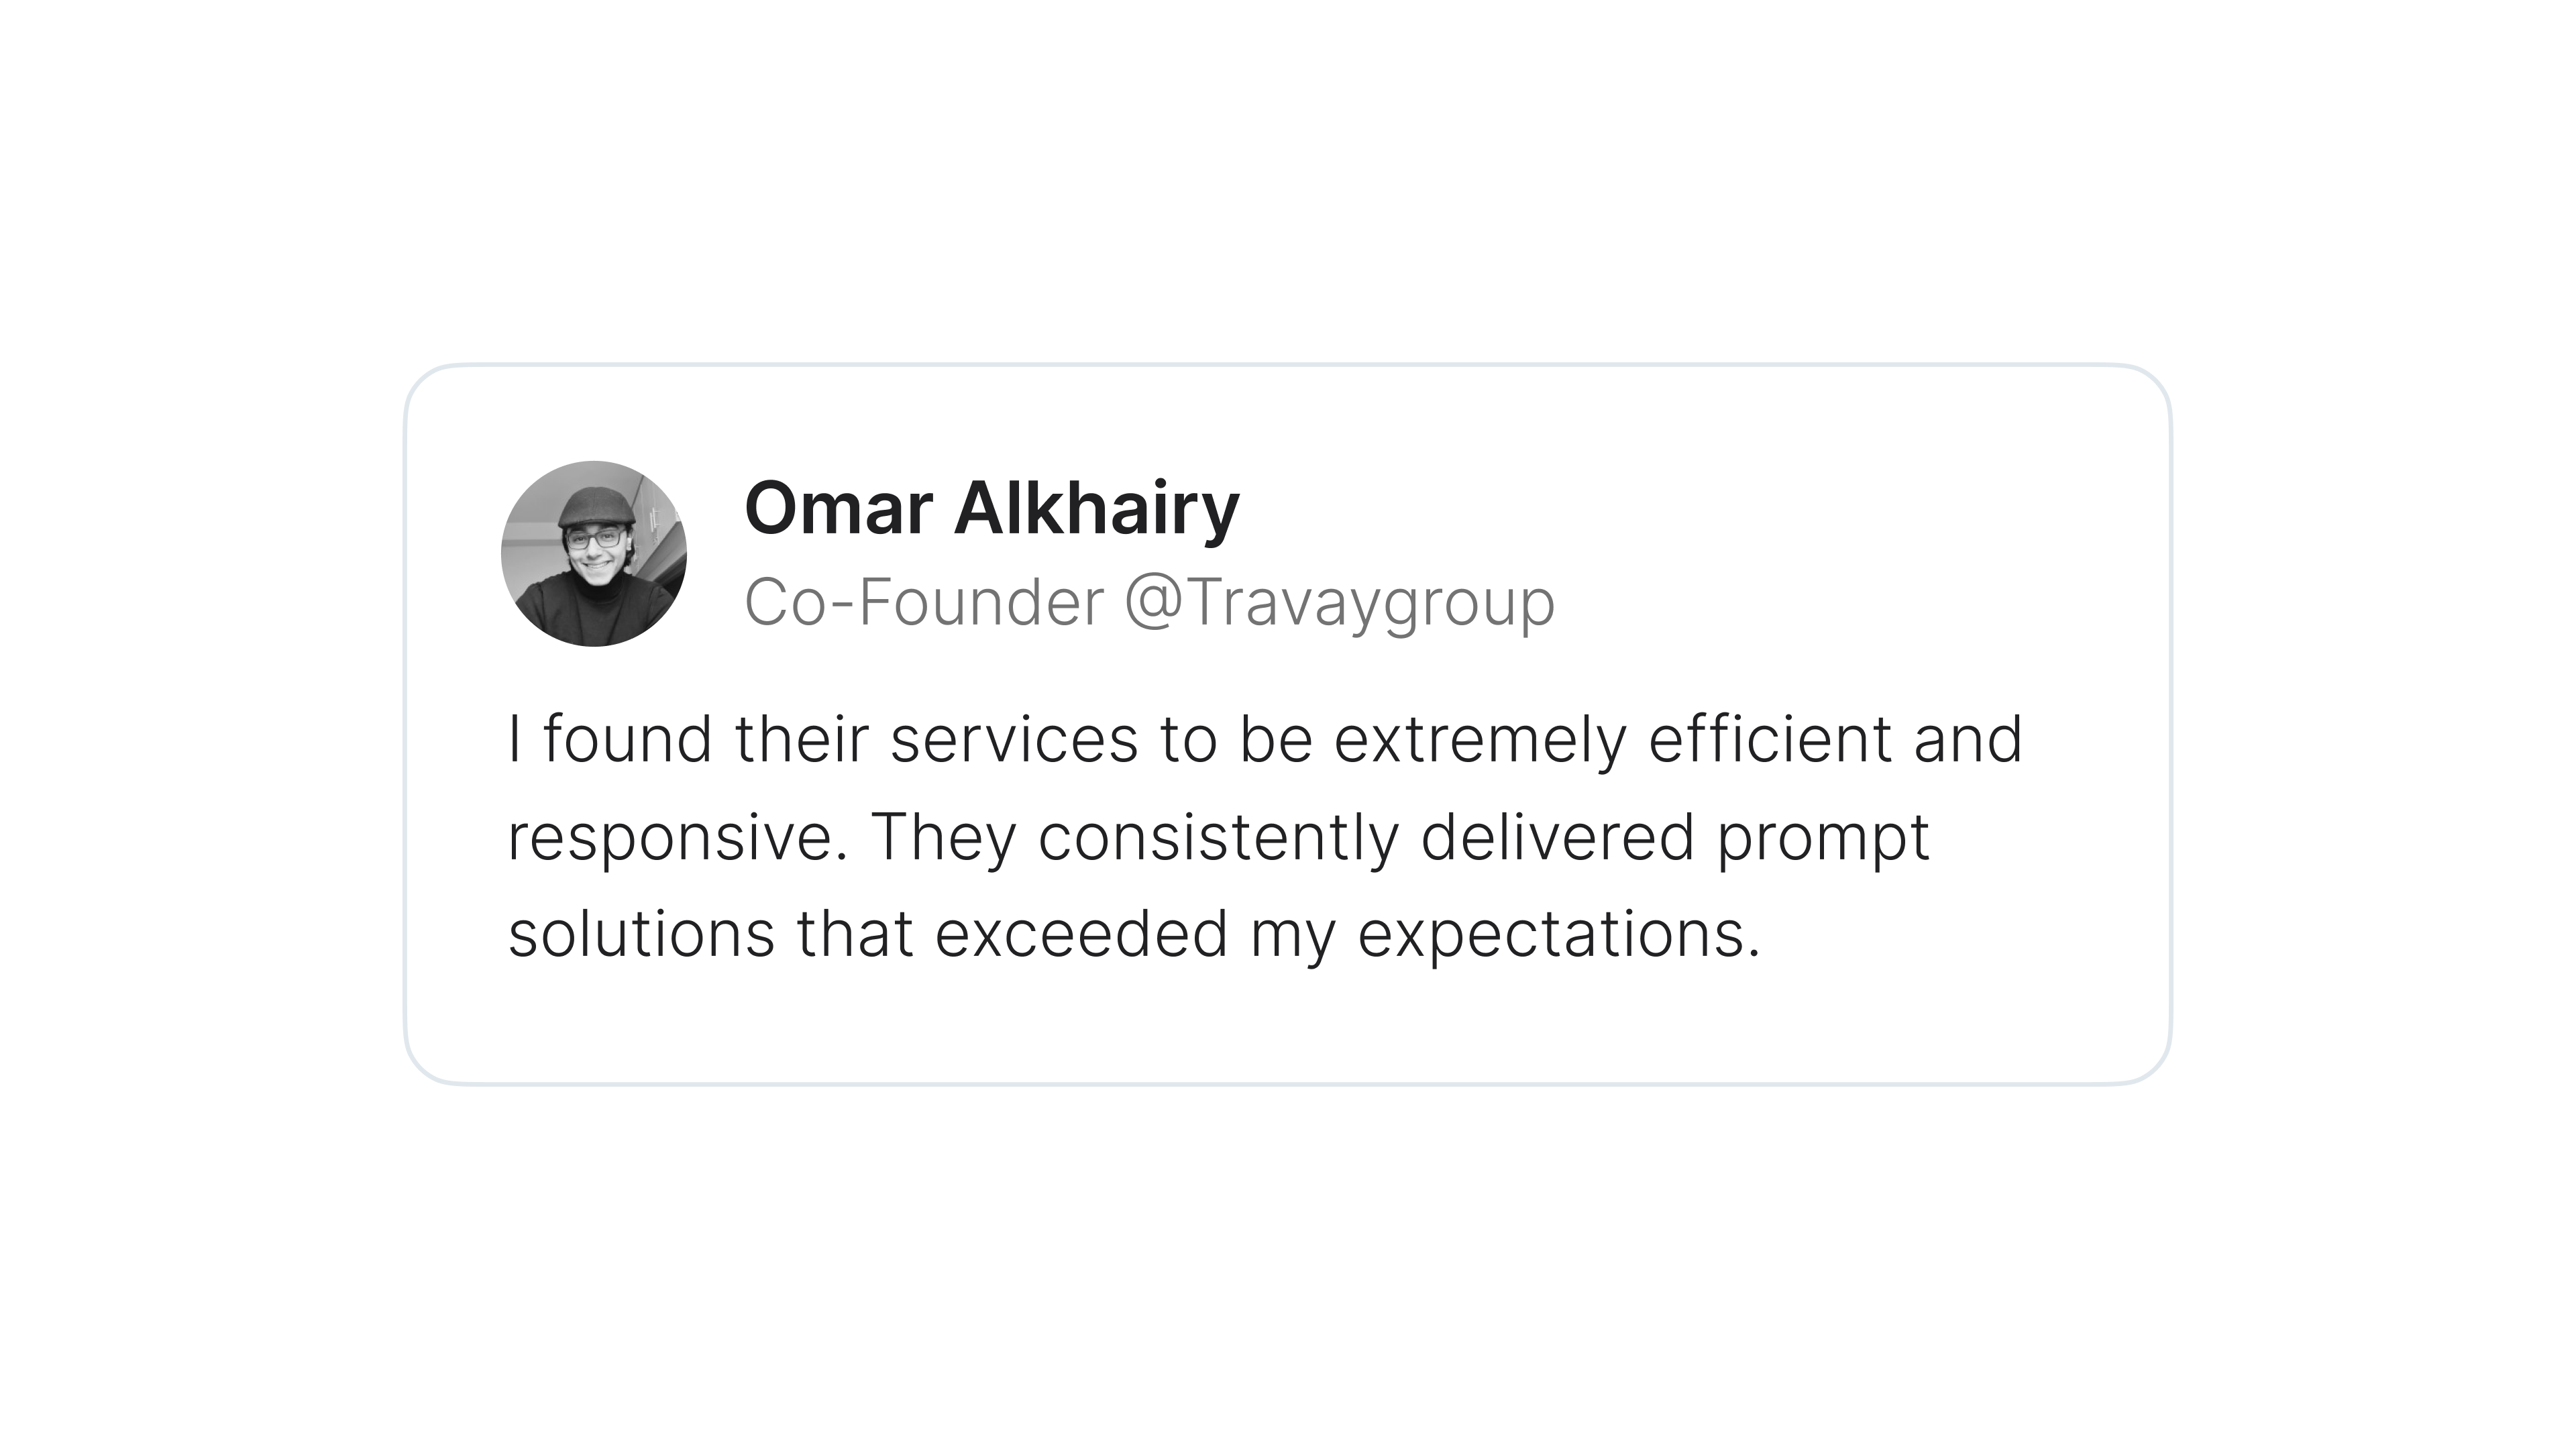 Omar Alkhairy
Co-Founder @Travaygroup
I found their services to be extremely efficient and
responsive. They consistently delivered prompt
solutions that exceeded my expectations.